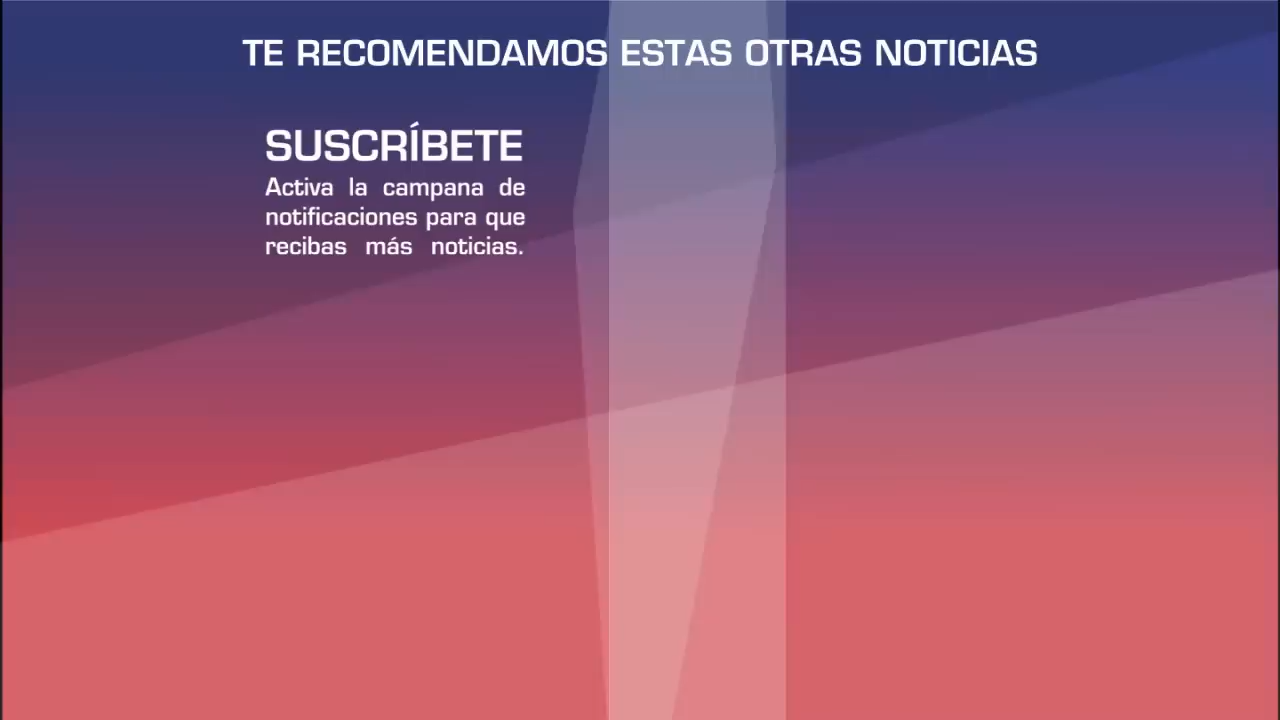 TE RECOMENDAMOS ESTAS OTRAS NOTICIAS
SUSCRÍBETE
Activa la campana de
notificaciones para que
recibas más noticias.